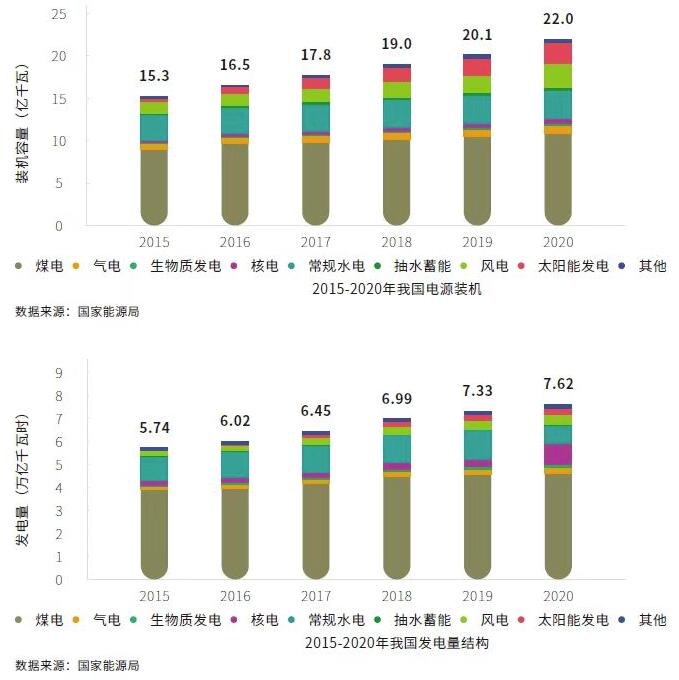 25
20
15
10
5
0
装机容量（亿千瓦）
15.3
16.5
17.8
19.0
20.1
22.0
2015 2016 2017 2018 2019 2020
煤电 气电 生物质发电 核电 常规水电 抽水蓄能 风电 太阳能发电 其他
2015-2020年我国电源装机
数据来源：国家能源局
9
8
7
6
5
4
3
2
1
0
发电量（万亿千瓦时）
5.74
6.02
6.45
6.99
7.33
7.62
2015 2016 2017 2018 2019 2020
煤电 气电 生物质发电 核电 常规水电 抽水蓄能 风电 太阳能发电 其他
2015-2020年我国发电量结构
数据来源：国家能源局